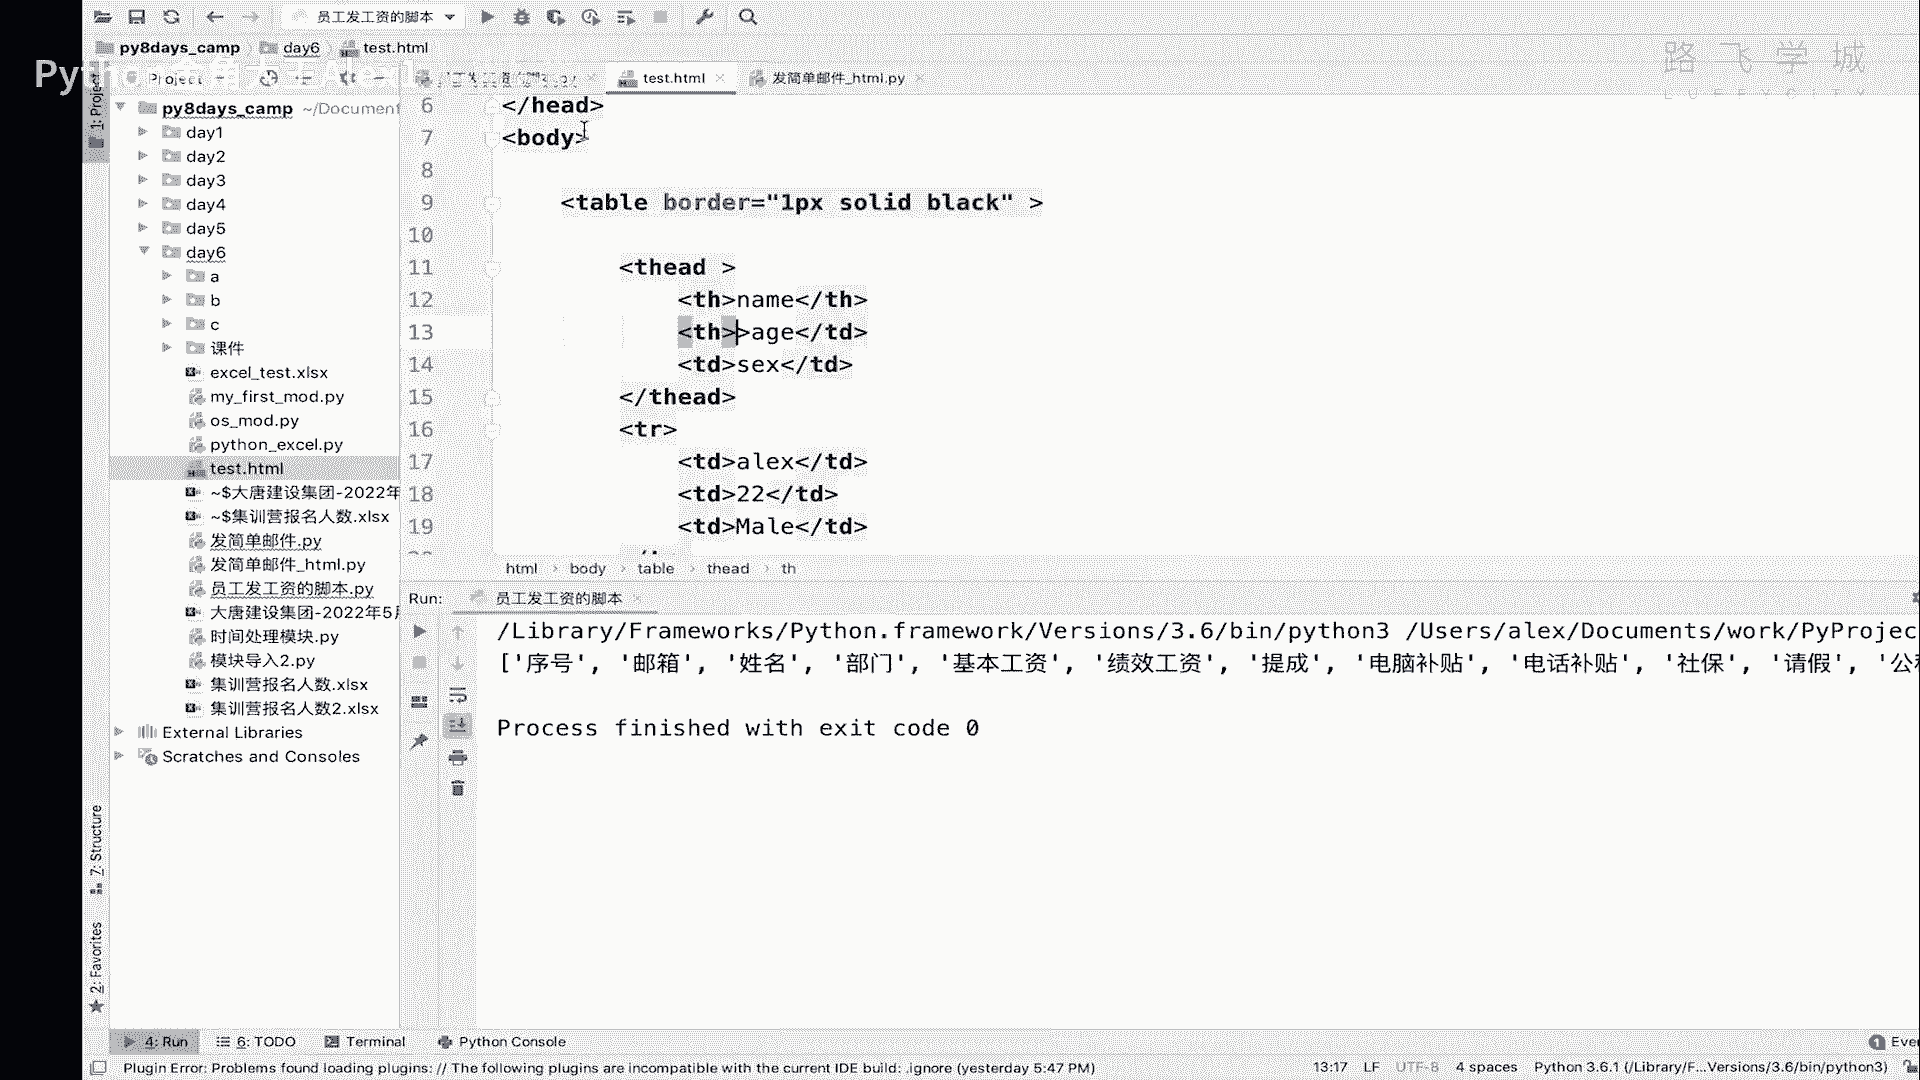 员工发工资的脚本
py8days_camp day6 test.html
路飞学城
LUFFYCITY
Python
Alex
1: Project
Project
test.html
发简单邮件_html.py
py8days_camp ~/Document
day1
day2
day3
day4
day5
day6
a
b
c
课件
excel_test.xlsx
my_first_mod.py
os_mod.py
python_excel.py
test.html
~$大唐建设集团-2022年
~$集训营报名人数.xlsx
发简单邮件.py
发简单邮件_html.py
员工发工资的脚本.py
大唐建设集团-2022年5月
时间处理模块.py
模块导入2.py
集训营报名人数.xlsx
集训营报名人数2.xlsx
External Libraries
Scratches and Consoles
6 </head>
7 <body>
8
9 <table border="1px solid black" >
10
11 <thead >
12 <th>name</th>
13 <th>>age</td>
14 <td>sex</td>
15 </thead>
16 <tr>
17 <td>alex</td>
18 <td>22</td>
19 <td>Male</td>
html › body › table › thead › th
Run: 员工发工资的脚本
/Library/Frameworks/Python.framework/Versions/3.6/bin/python3 /Users/alex/Documents/work/PyProjec
['序号', '邮箱', '姓名', '部门', '基本工资', '绩效工资', '提成', '电脑补贴', '电话补贴', '社保', '请假', '公
Process finished with exit code 0
7: Structure
2: Favorites
4: Run 6: TODO Terminal Python Console 1 Eve
Plugin Error: Problems found loading plugins: // The following plugins are incompatible with the current IDE build: .ignore (yesterday 5:47 PM) 13:17 LF UTF-8 4 spaces Python 3.6.1 (/Library/F...Versions/3.6/bin/python3)